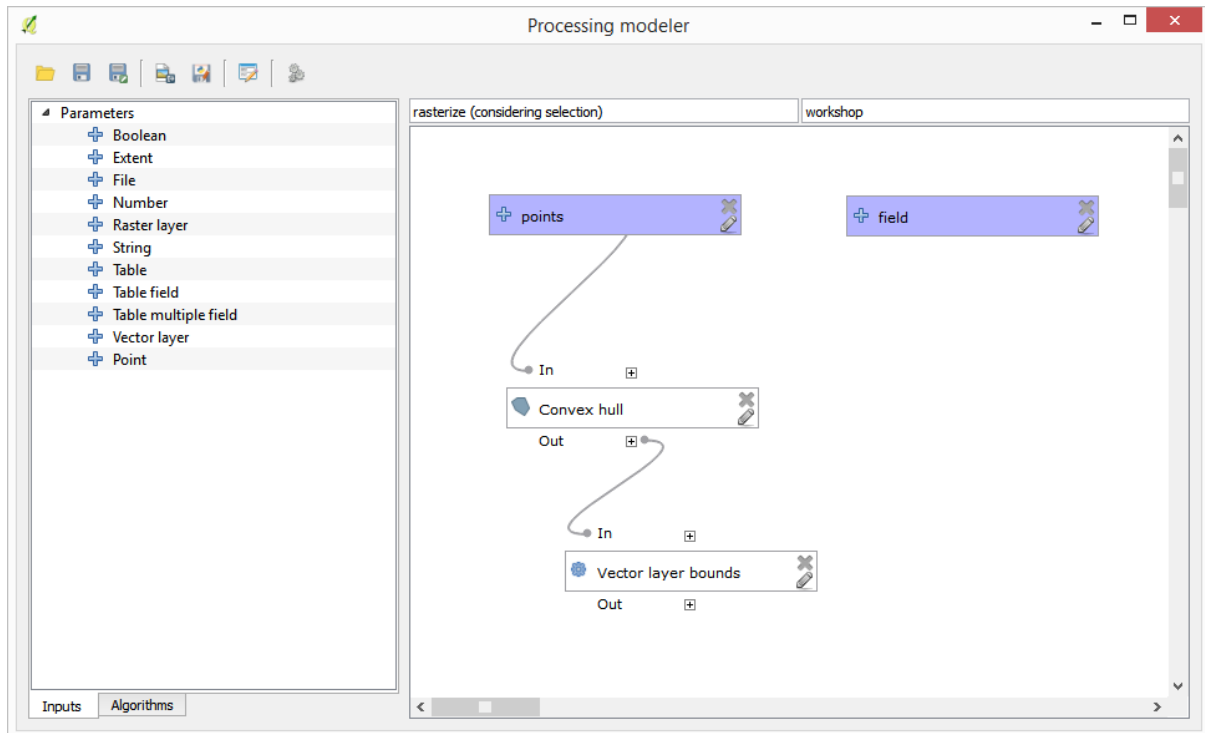 Processing modeler
Parameters
Boolean
Extent
File
Number
Raster layer
String
Table
Table field
Table multiple field
Vector layer
Point
Inputs
Algorithms
rasterize (considering selection)
workshop
points
field
In
Convex hull
Out
In
Vector layer bounds
Out